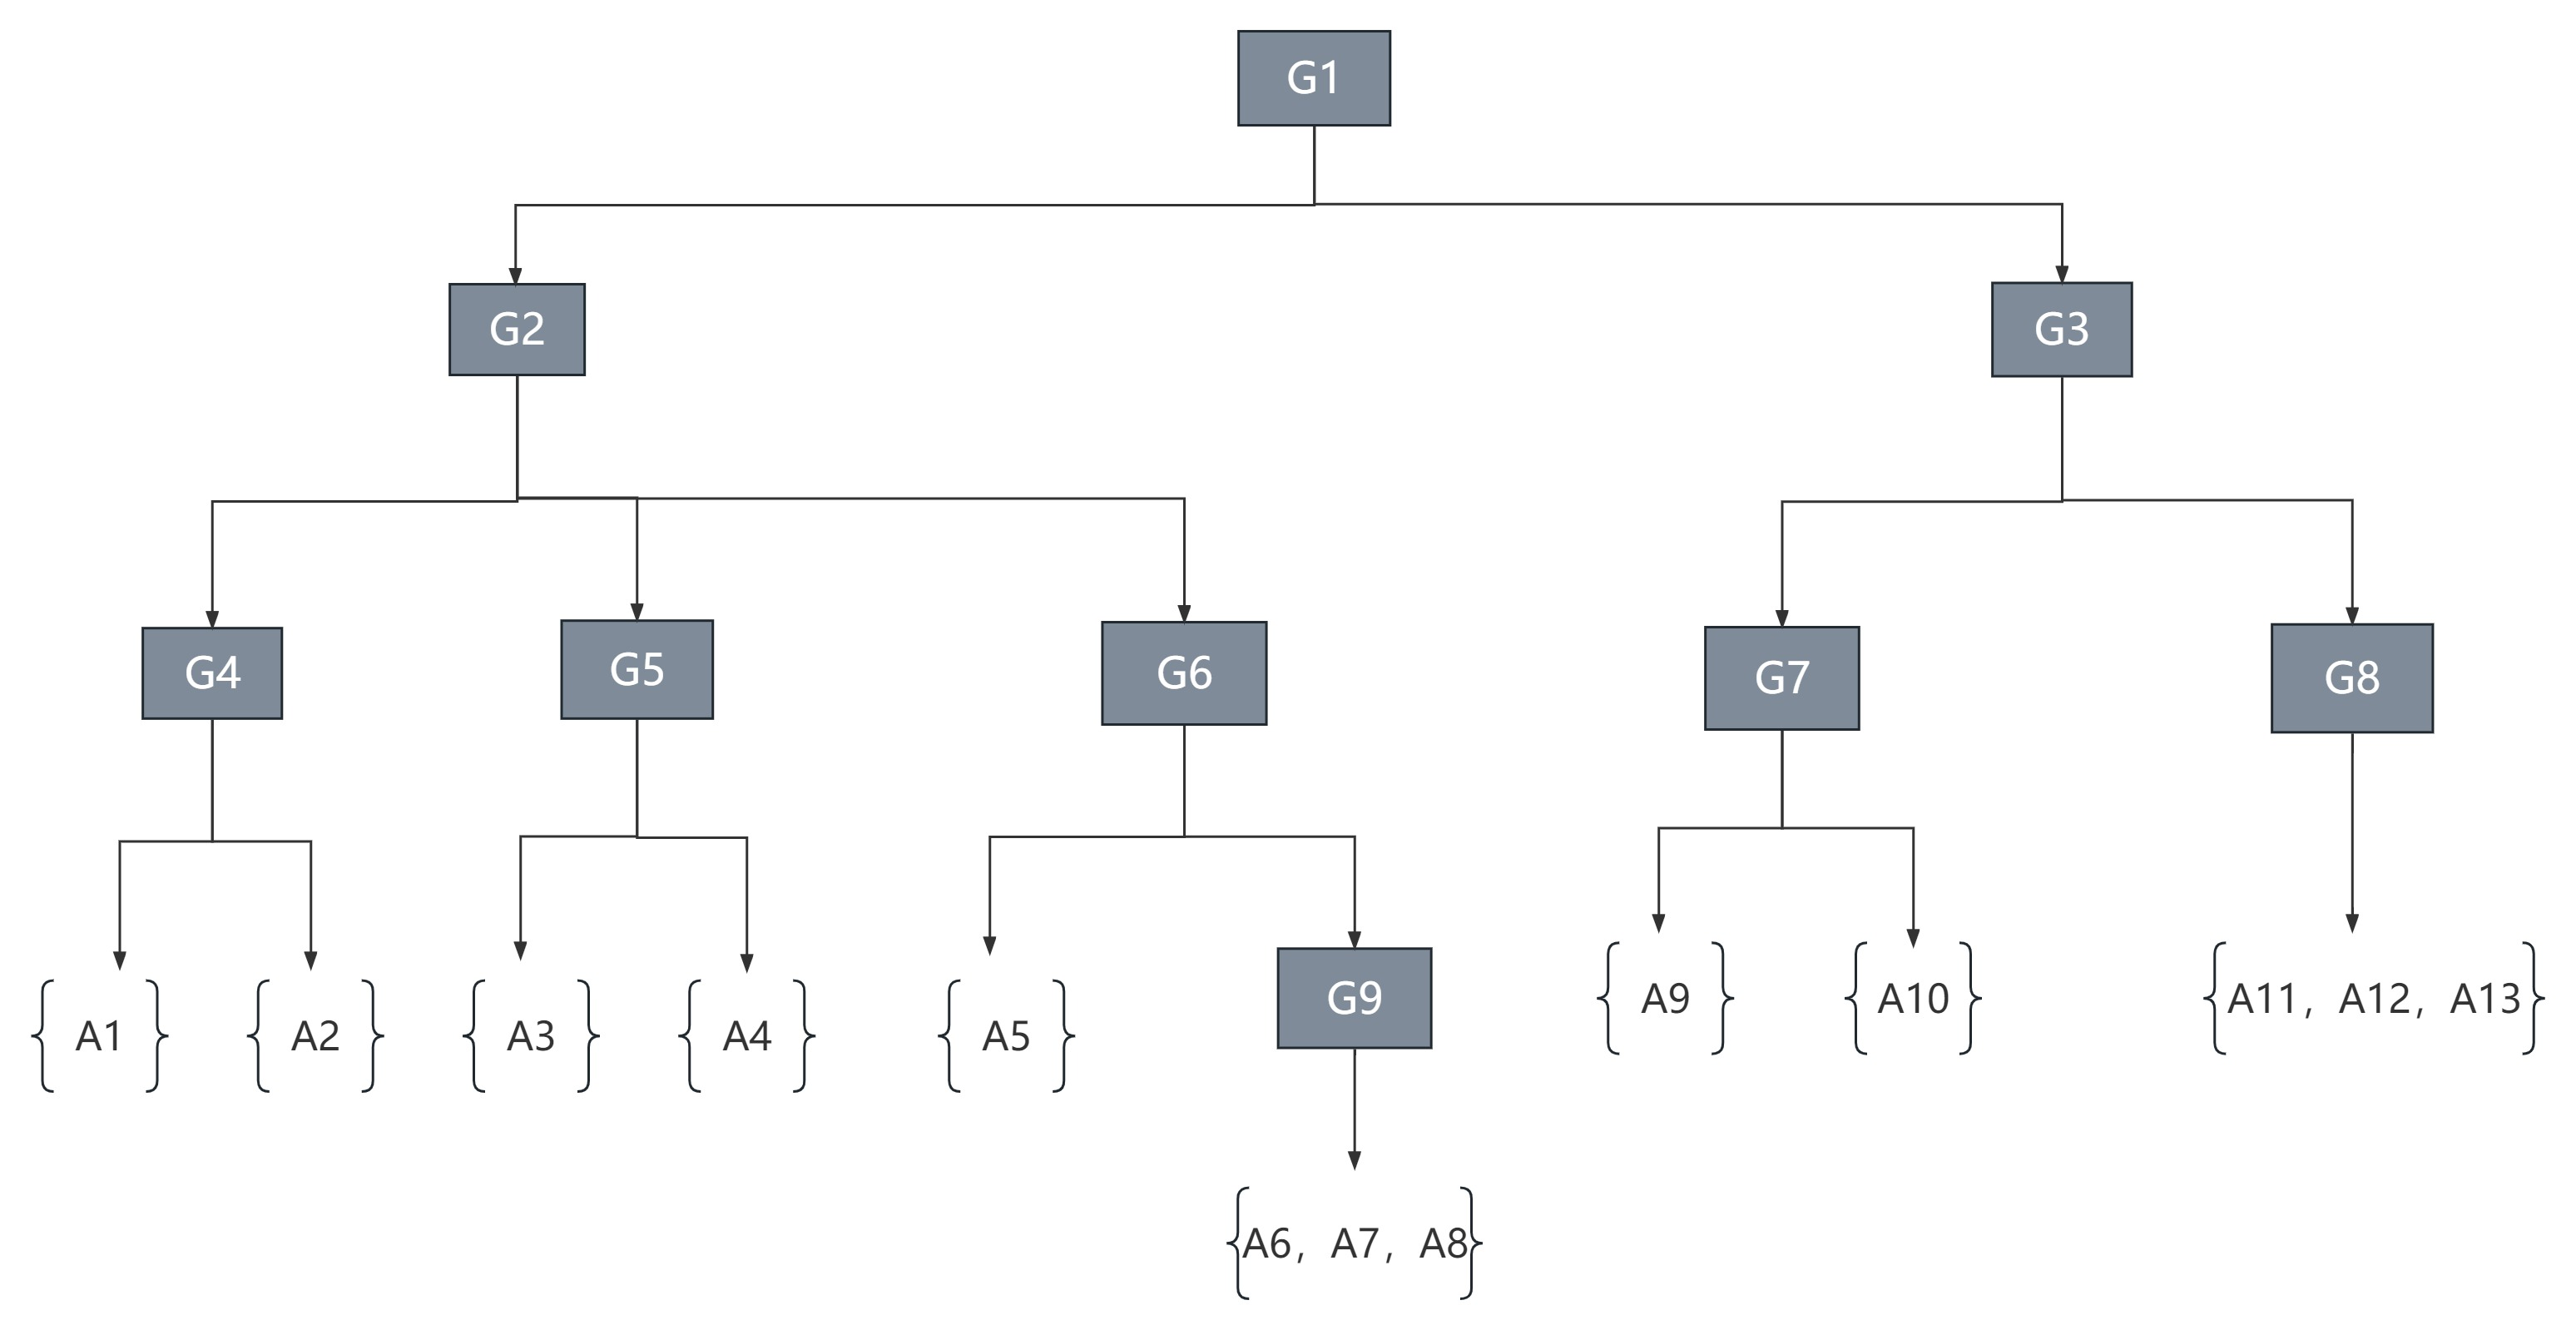 G1
G2
G3
G4
G5
G6
G7
G8
{ A1 }
{ A2 }
{ A3 }
{ A4 }
{ A5 }
G9
{ A9 }
{ A10 }
{A11, A12, A13}
{A6, A7, A8}